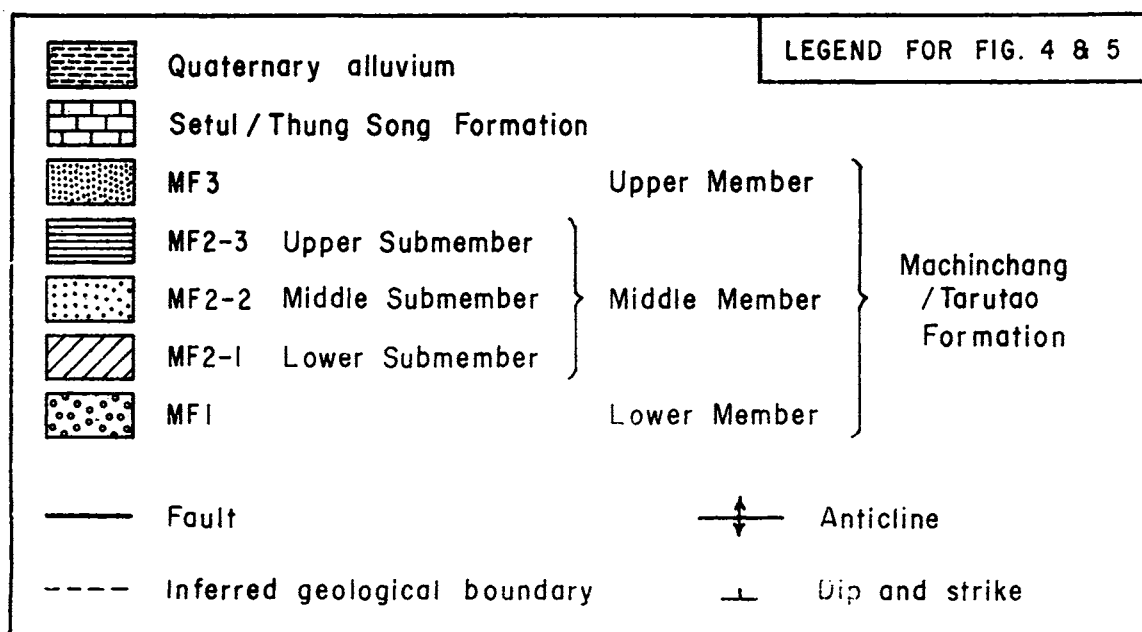 LEGEND FOR FIG. 4 & 5
Quaternary alluvium
Setul / Thung Song Formation
MF3 Upper Member
MF2-3 Upper Submember
MF2-2 Middle Submember Middle Member
MF2-1 Lower Submember
MF1 Lower Member
Machinchang
/Tarutao
Formation
Fault Anticline
Inferred geological boundary Dip and strike